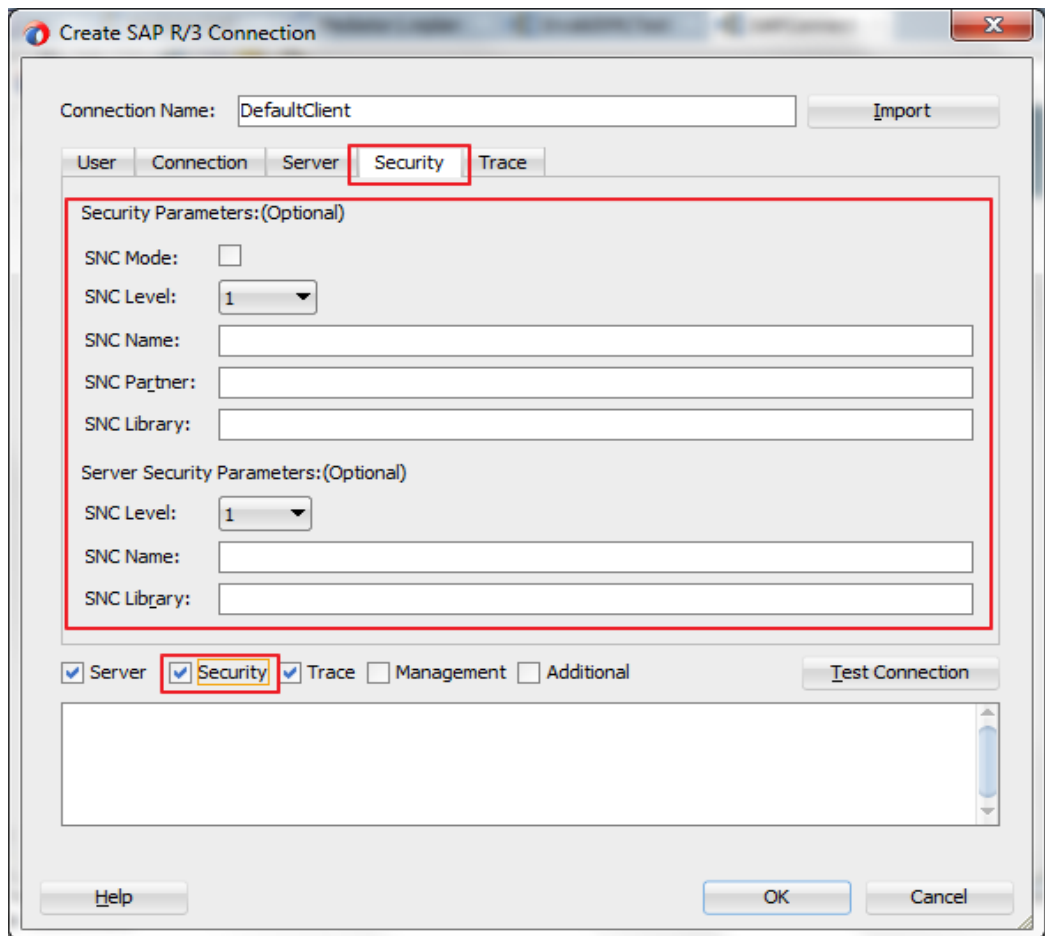 Create SAP R/3 Connection
Connection Name: DefaultClient Import
User Connection Server Security Trace
Security Parameters:(Optional)
SNC Mode:
SNC Level: 1
SNC Name:
SNC Partner:
SNC Library:
Server Security Parameters:(Optional)
SNC Level: 1
SNC Name:
SNC Library:
Server Security Trace Management Additional Test Connection
Help OK Cancel